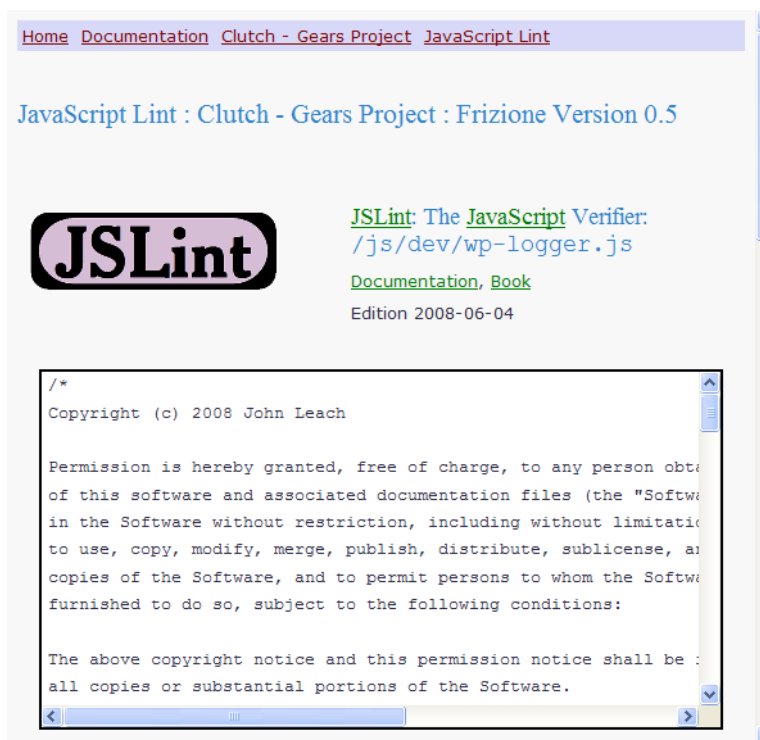 Home Documentation Clutch - Gears Project JavaScript Lint
JavaScript Lint : Clutch - Gears Project : Frizione Version 0.5
JSLint
JSLint: The JavaScript Verifier:
/js/dev/wp-logger.js
Documentation, Book
Edition 2008-06-04
/*
Copyright (c) 2008 John Leach
Permission is hereby granted, free of charge, to any person
of this software and associated documentation files (the
in the Software without restriction, including without
to use, copy, modify, merge, publish, distribute, sublicense,
copies of the Software, and to permit persons to whom the
furnished to do so, subject to the following conditions:
The above copyright notice and this permission notice shall be
all copies or substantial portions of the Software.